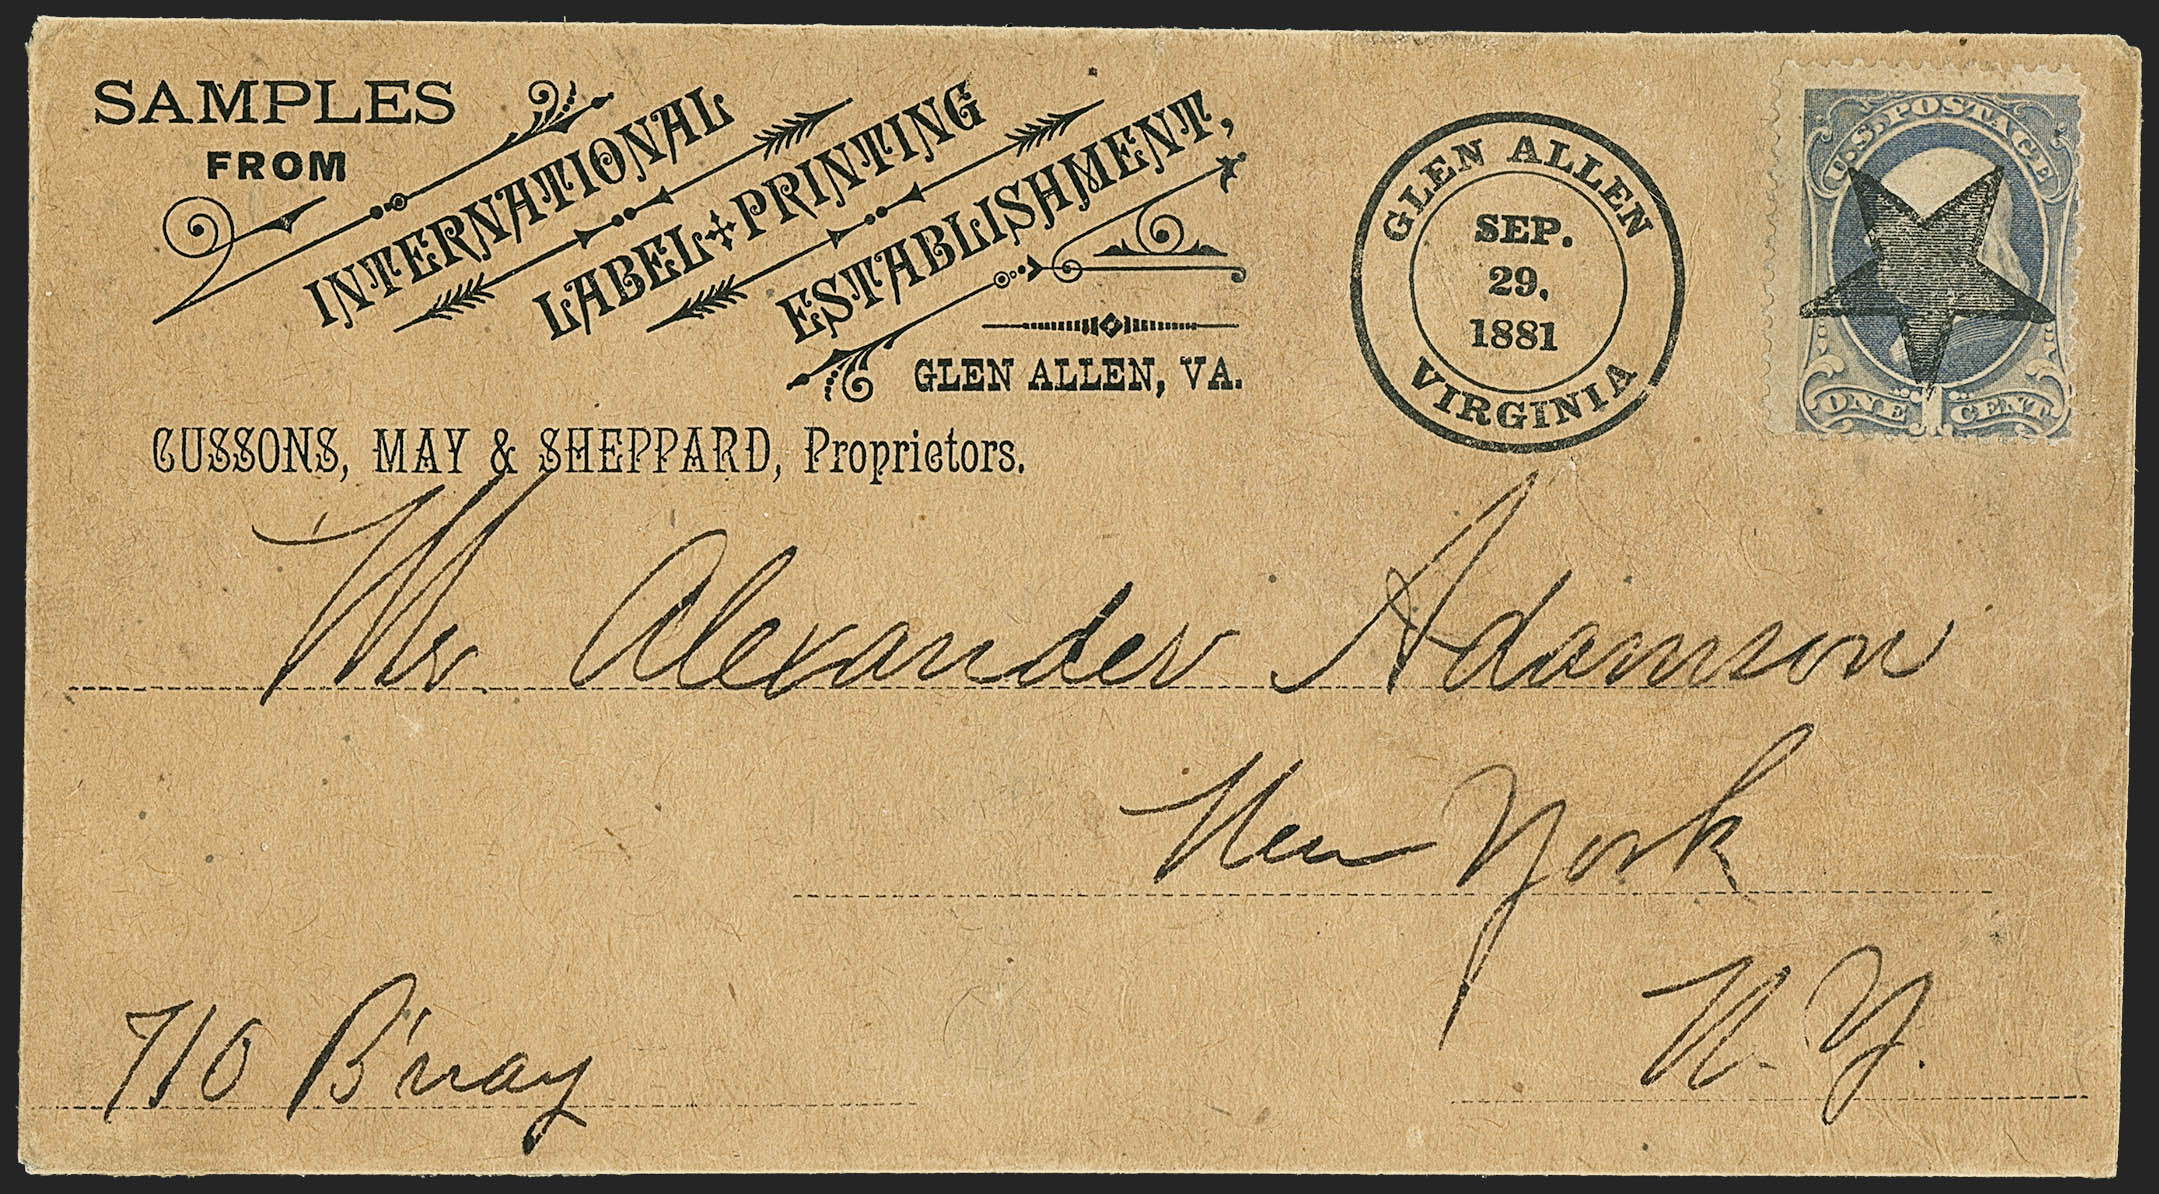 SAMPLES
FROM
INTERNATIONAL
LABEL PRINTING
ESTABLISHMENT,
GLEN ALLEN, VA.
CUSSONS, MAY & SHEPPARD, Proprietors.
GLEN ALLEN
SEP.
29.
1881
VIRGINIA
U.S. POSTAGE
ONE 1 CENT
Mr Alexander Adamson
New York
N. Y.
710 B'way